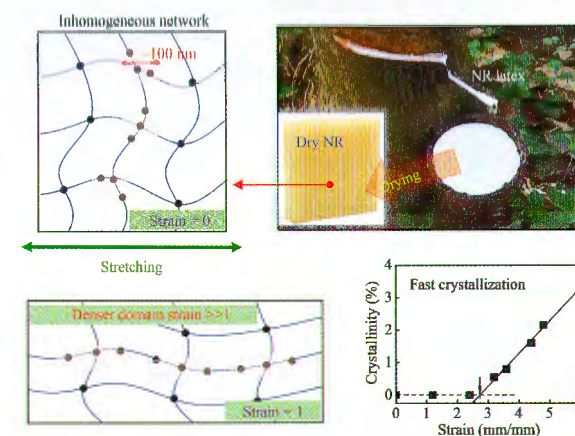 Inhomogeneous network
~100 nm
Strain = 0
NR latex
Dry NR
Drying
Stretching
Denser domain strain >>1
Strain = 1
Fast crystallization
Crystallinity (%)
4
3
2
1
0
0 1 2 3 4 5
Strain (mm/mm)